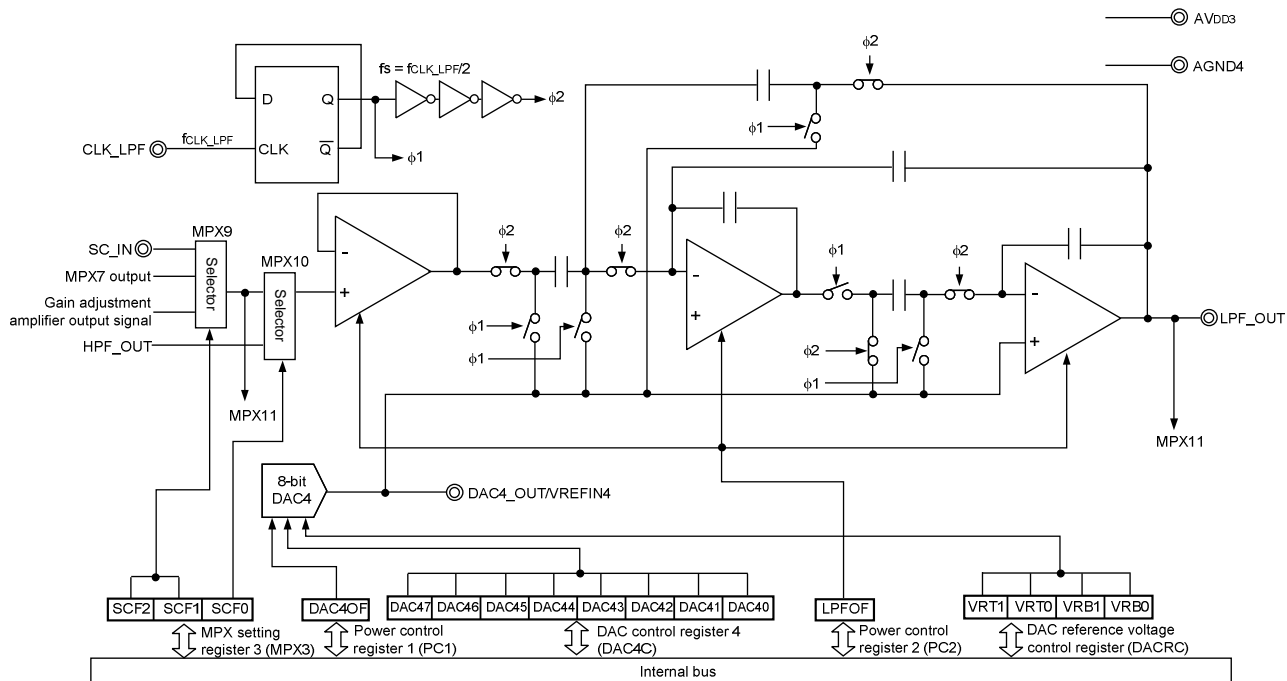 AVDD3
AGND4
fs = fCLK_LPF/2
D
Q
CLK
Q
ϕ2
ϕ1
CLK_LPF
fCLK_LPF
ϕ2
ϕ1
MPX9
SC_IN
MPX7 output
Gain adjustment
amplifier output signal
HPF_OUT
Selector
MPX10
Selector
-
+
ϕ2
ϕ1
ϕ1
ϕ2
-
+
ϕ1
ϕ2
ϕ2
ϕ1
-
+
LPF_OUT
MPX11
MPX11
8-bit
DAC4
DAC4_OUT/VREFIN4
SCF2
SCF1
SCF0
MPX setting
register 3 (MPX3)
DAC4OF
Power control
register 1 (PC1)
DAC47
DAC46
DAC45
DAC44
DAC43
DAC42
DAC41
DAC40
DAC control register 4
(DAC4C)
LPFOF
Power control
register 2 (PC2)
VRT1
VRT0
VRB1
VRB0
DAC reference voltage
control register (DACRC)
Internal bus